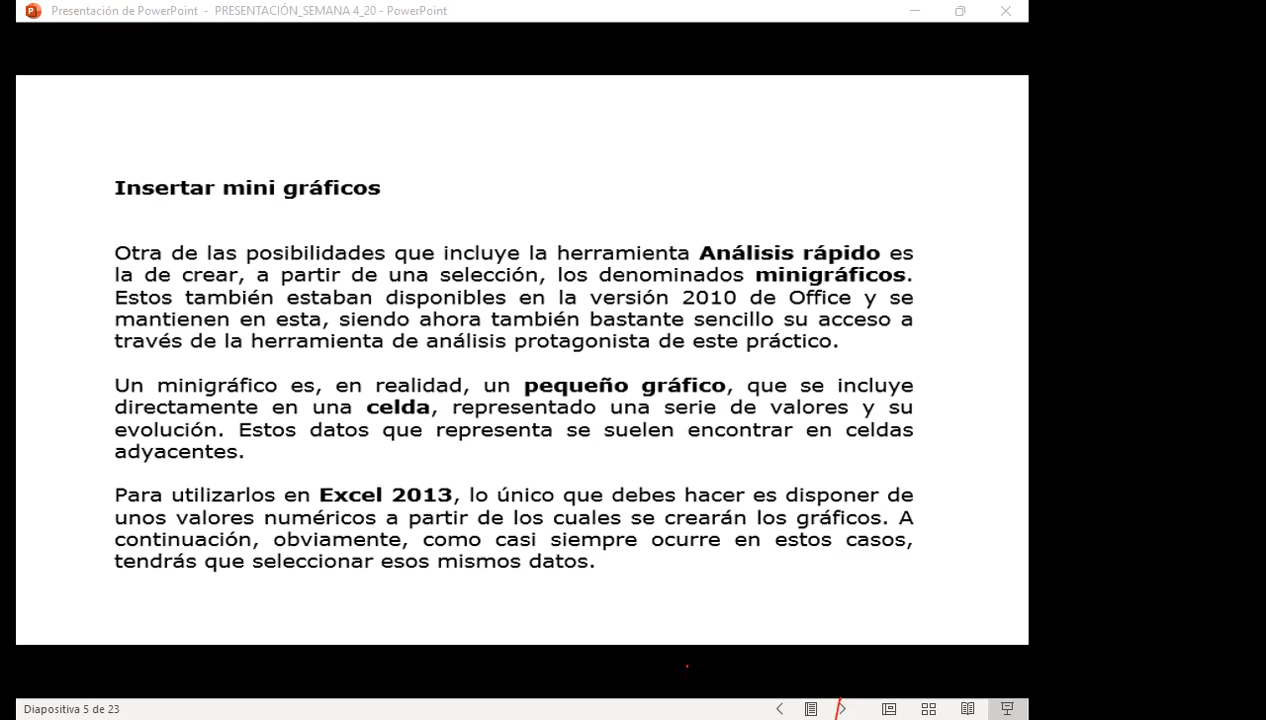 Presentación de PowerPoint - PRESENTACIÓN_SEMANA 4_20 - PowerPoint
Insertar mini gráficos
Otra de las posibilidades que incluye la herramienta Análisis rápido es
la de crear, a partir de una selección, los denominados minigráficos.
Estos también estaban disponibles en la versión 2010 de Office y se
mantienen en esta, siendo ahora también bastante sencillo su acceso a
través de la herramienta de análisis protagonista de este práctico.
Un minigráfico es, en realidad, un pequeño gráfico, que se incluye
directamente en una celda, representado una serie de valores y su
evolución. Estos datos que representa se suelen encontrar en celdas
adyacentes.
Para utilizarlos en Excel 2013, lo único que debes hacer es disponer de
unos valores numéricos a partir de los cuales se crearán los gráficos. A
continuación, obviamente, como casi siempre ocurre en estos casos,
tendrás que seleccionar esos mismos datos.
Diapositiva 5 de 23